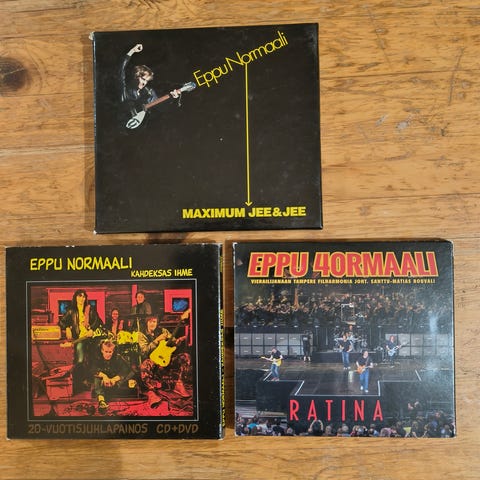 Eppu Normaali
MAXIMUM JEE&JEE
EPPU NORMAALI
KAHDEKSAS IHME
20-VUOTISJUHLAPAINOS CD+DVD
EPPU 4ORMAALI
VIERAILIJANAAN TAMPERE FILHARMONIA JOHT. SANTTU-MATIAS ROUVALI
RATINA